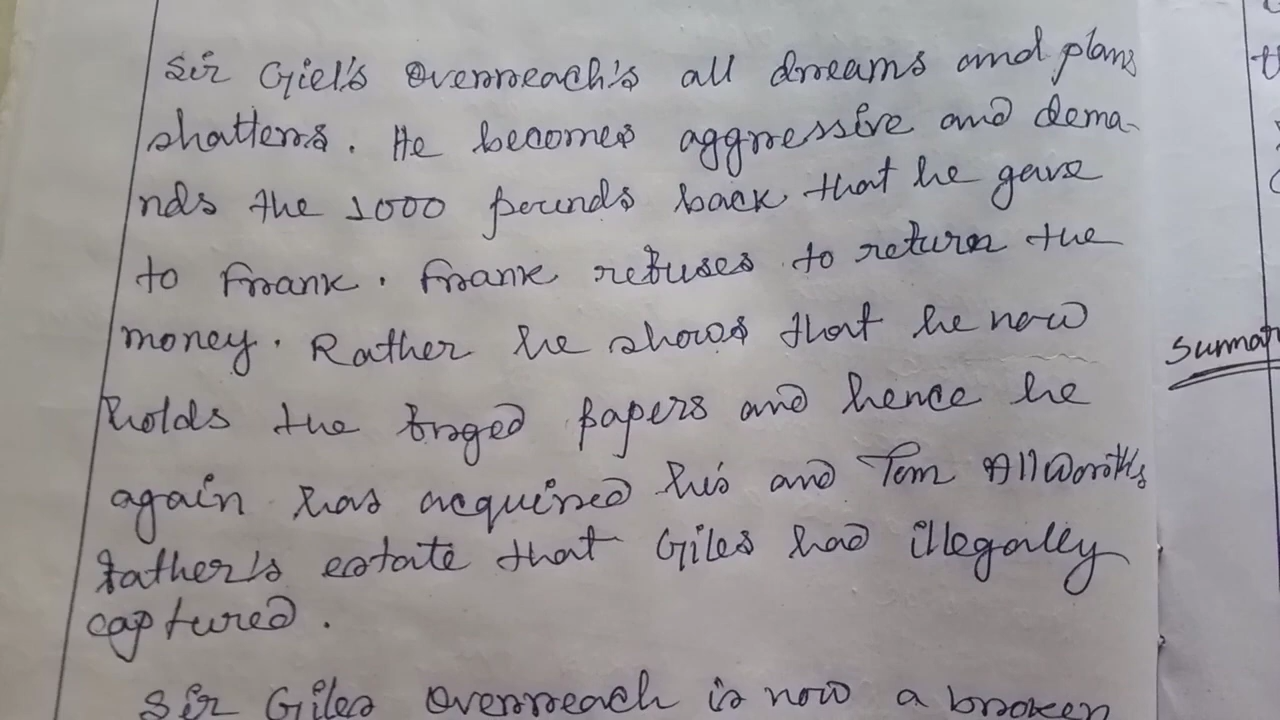 Sir Giel's Overreach's all dreams and plans
shatters. He becomes aggressive and dema-
nds the 1000 pounds back that he gave
to Frank. Frank refuses to return the
money. Rather he shows that he now
holds the forged papers and hence he
again has acquired his and Tom Allworth's
father's estate that Giles had illegally
captured.
Sir Giles Overreach is now a broken
Summar